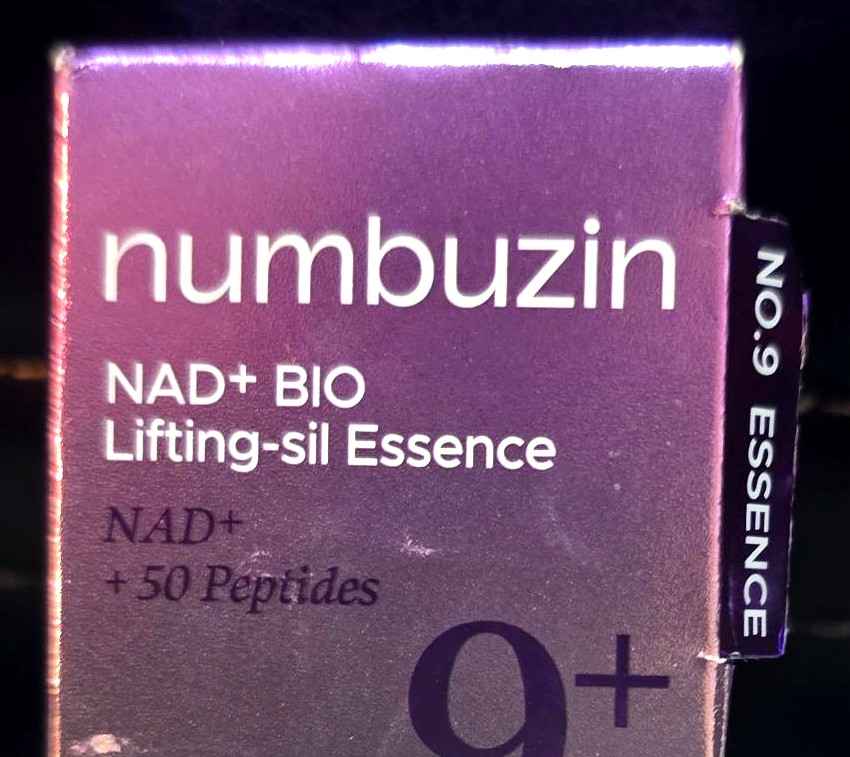 numbuzin
NAD+ BIO
Lifting-sil Essence
NAD+
+ 50 Peptides
9+
NO.9 ESSENCE